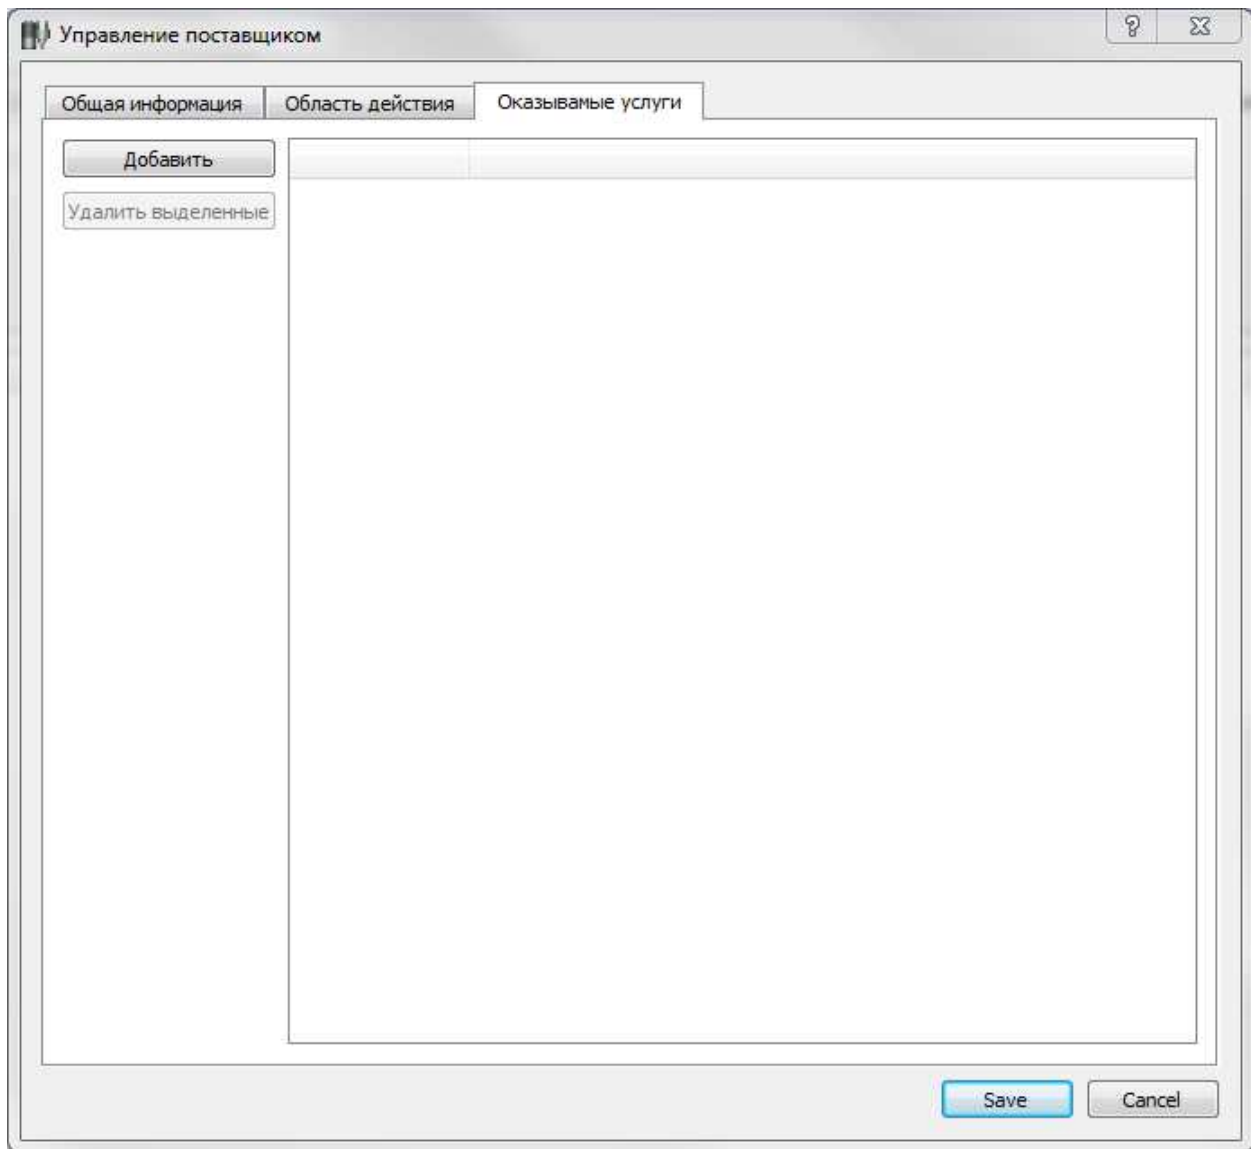 Управление поставщиком
Общая информация
Область действия
Оказывамые услуги
Добавить
Удалить выделенные
Save
Cancel